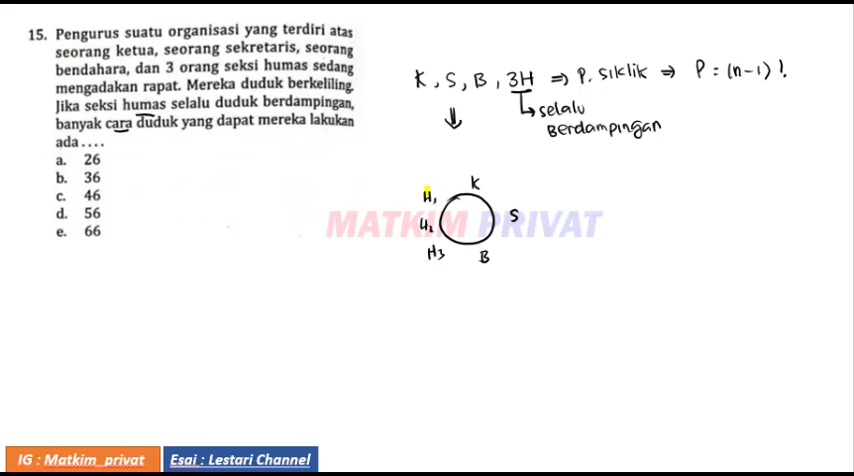 15. Pengurus suatu organisasi yang terdiri atas
seorang ketua, seorang sekretaris, seorang
bendahara, dan 3 orang seksi humas sedang
mengadakan rapat. Mereka duduk berkeliling.
Jika seksi humas selalu duduk berdampingan,
banyak cara duduk yang dapat mereka lakukan
ada ....
a. 26
b. 36
c. 46
d. 56
e. 66
K, S, B, 3H ⇒ P. siklik ⇒ P = (n-1)!
selalu
Berdampingan
K
H₁
S
H₂
H₃
B
MATKIM PRIVAT
IG : Matkim_privat
Esai : Lestari Channel